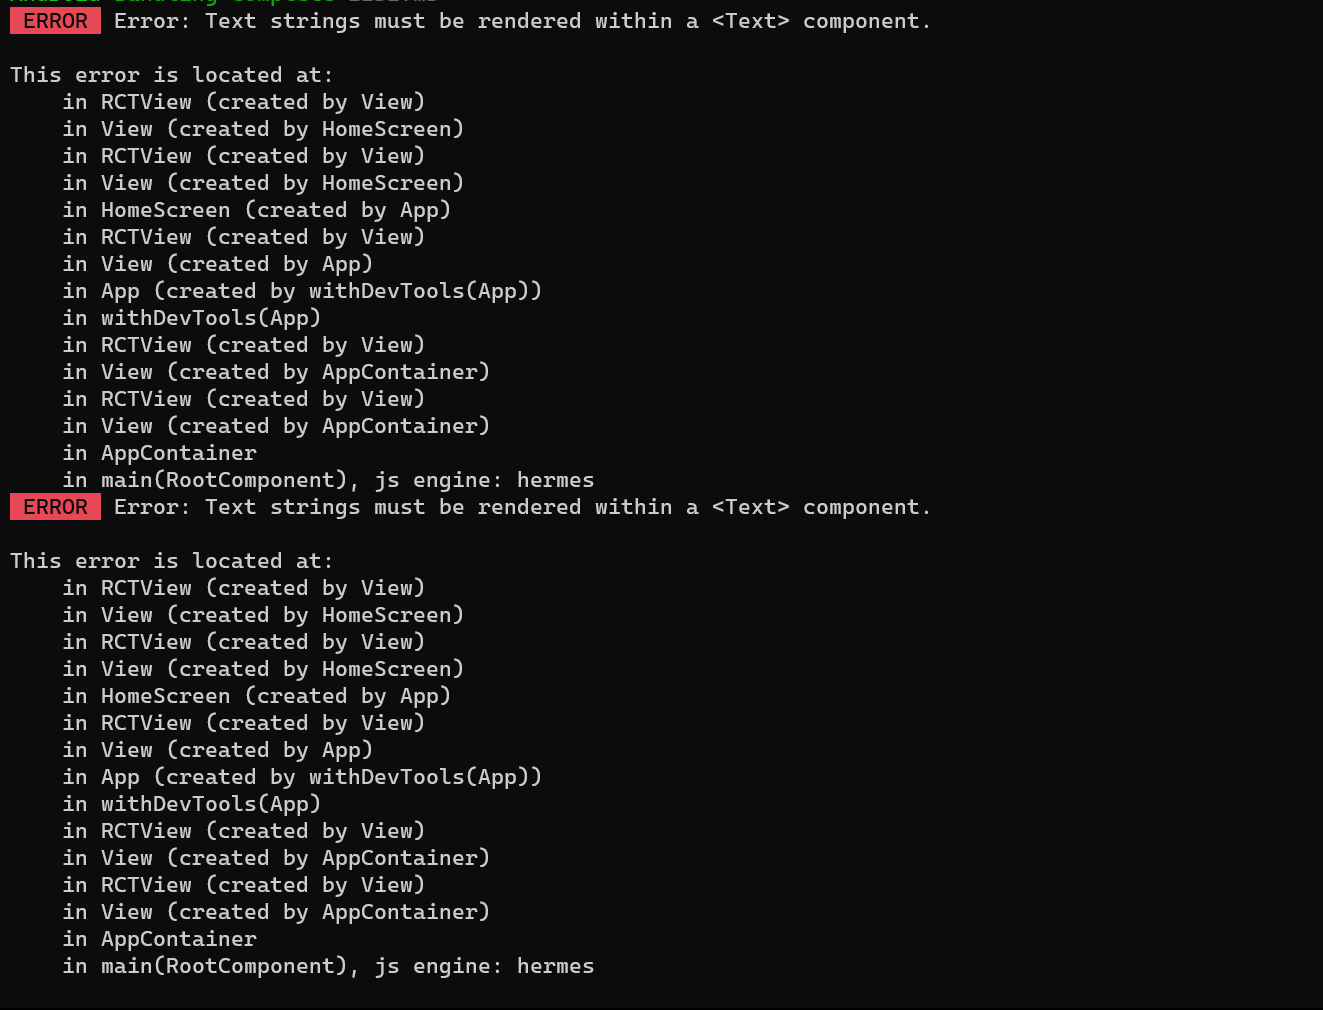 ERROR Error: Text strings must be rendered within a <Text> component.
This error is located at:
in RCTView (created by View)
in View (created by HomeScreen)
in RCTView (created by View)
in View (created by HomeScreen)
in HomeScreen (created by App)
in RCTView (created by View)
in View (created by App)
in App (created by withDevTools(App))
in withDevTools(App)
in RCTView (created by View)
in View (created by AppContainer)
in RCTView (created by View)
in View (created by AppContainer)
in AppContainer
in main(RootComponent), js engine: hermes
ERROR Error: Text strings must be rendered within a <Text> component.
This error is located at:
in RCTView (created by View)
in View (created by HomeScreen)
in RCTView (created by View)
in View (created by HomeScreen)
in HomeScreen (created by App)
in RCTView (created by View)
in View (created by App)
in App (created by withDevTools(App))
in withDevTools(App)
in RCTView (created by View)
in View (created by AppContainer)
in RCTView (created by View)
in View (created by AppContainer)
in AppContainer
in main(RootComponent), js engine: hermes